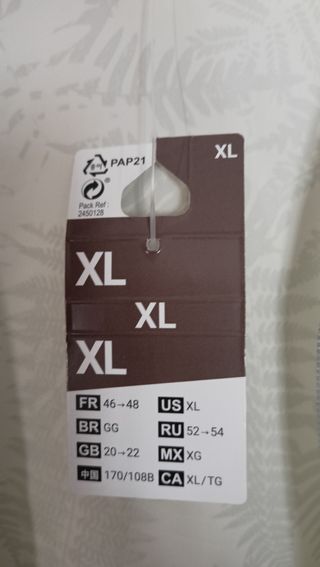 PAP21
XL
Pack Ref :
2450128
XL
XL
XL
FR 46→48 US XL
BR GG RU 52→54
GB 20→22 MX XG
中国 170/108B CA XL/TG